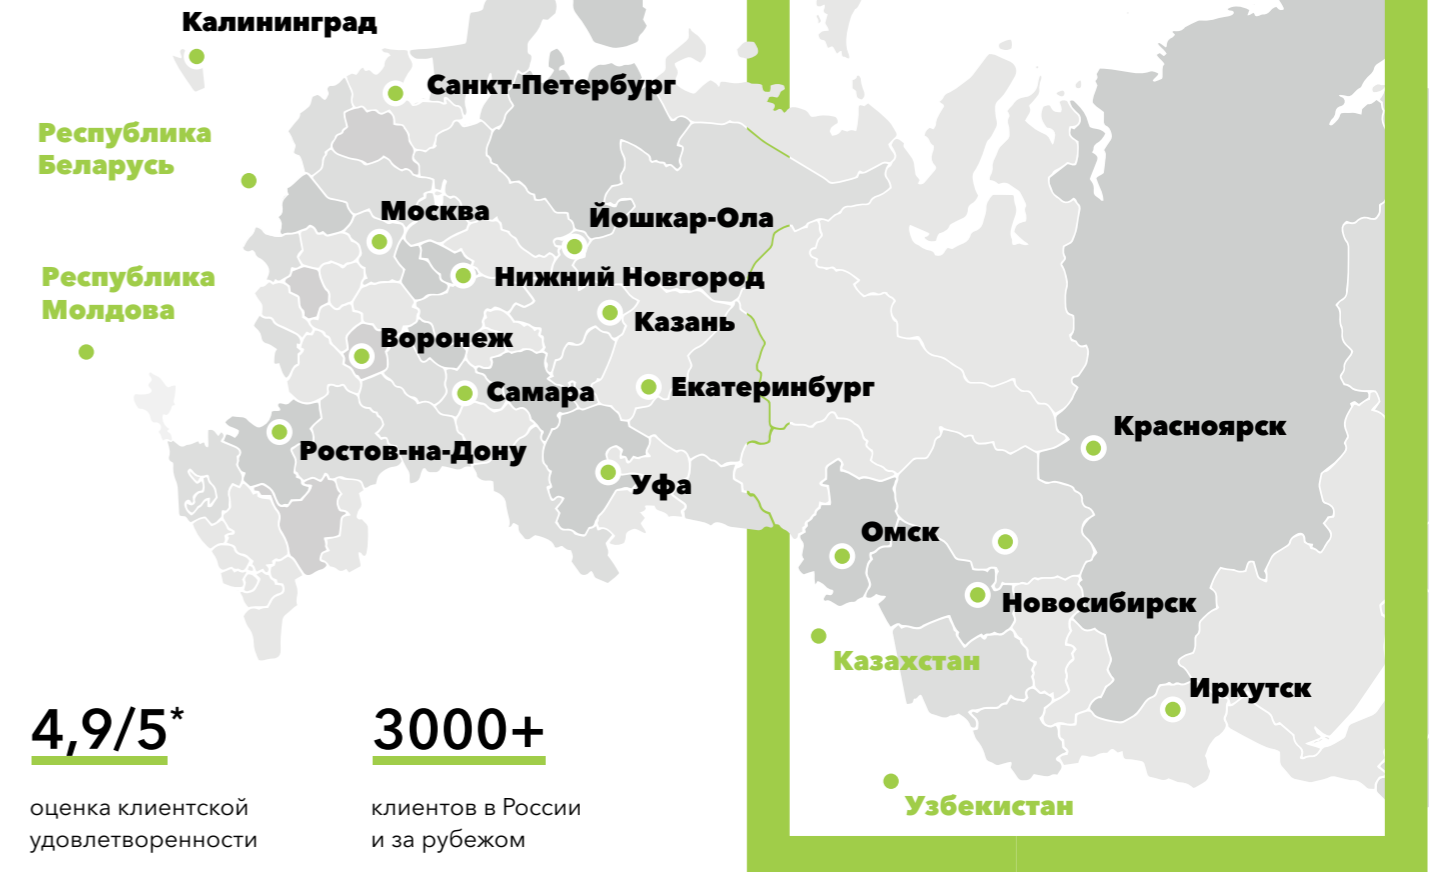 Калининград
Санкт-Петербург
Республика
Беларусь
Москва
Йошкар-Ола
Республика
Молдова
Нижний Новгород
Казань
Воронеж
Екатеринбург
Самара
Красноярск
Ростов-на-Дону
Уфа
Омск
Новосибирск
Казахстан
Иркутск
Узбекистан
4,9/5*
оценка клиентской
удовлетворенности
3000+
клиентов в России
и за рубежом